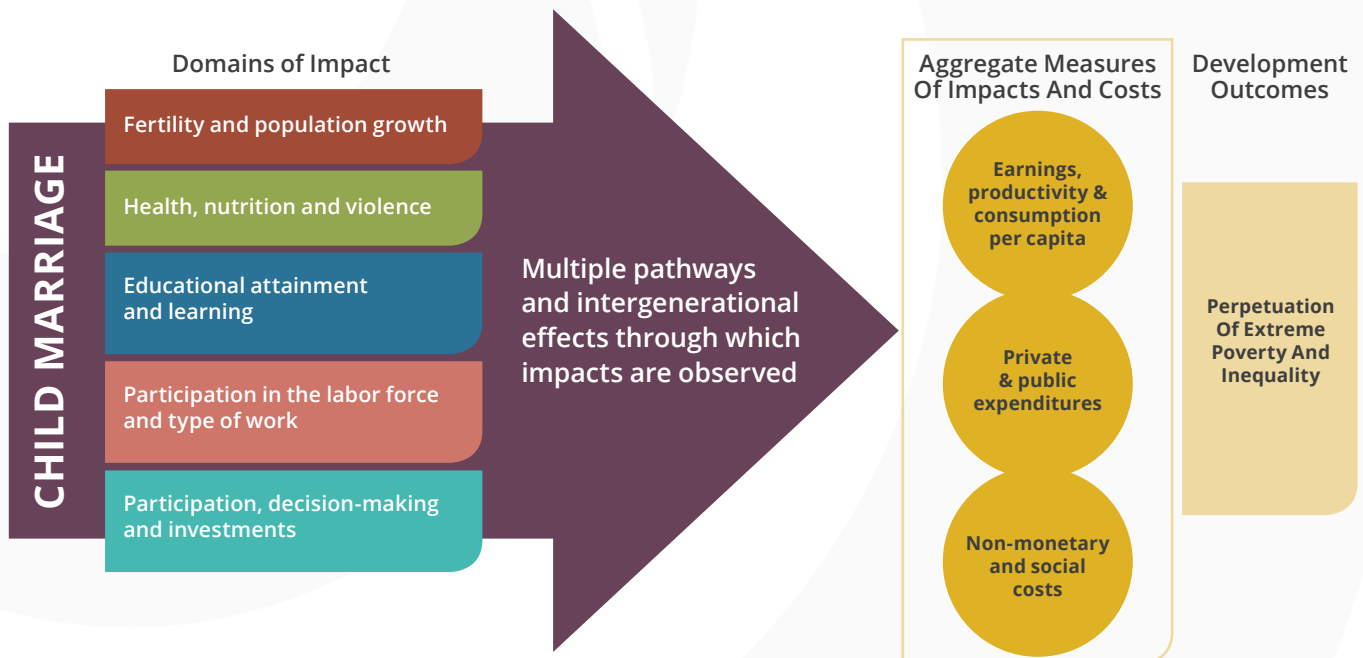 CHILD MARRIAGE
Domains of Impact
Fertility and population growth
Health, nutrition and violence
Educational attainment
and learning
Participation in the labor force
and type of work
Participation, decision-making
and investments
Multiple pathways
and intergenerational
effects through which
impacts are observed
Aggregate Measures
Of Impacts And Costs
Earnings,
productivity &
consumption
per capita
Private
& public
expenditures
Non-monetary
and social
costs
Development
Outcomes
Perpetuation
Of Extreme
Poverty And
Inequality